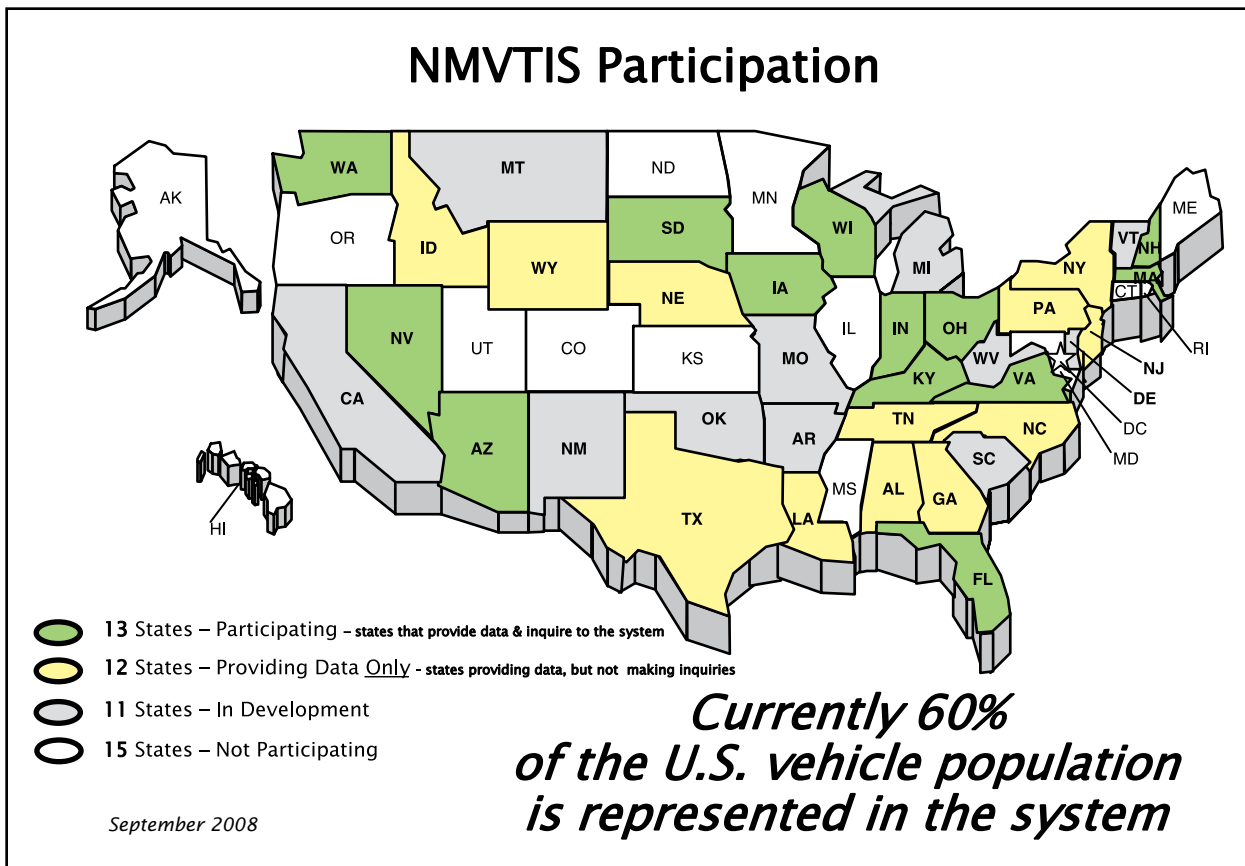 NMVTIS Participation
AK
WA
MT
ND
MN
ME
OR
ID
SD
WI
MI
VT
NH
WY
NY
MA
NE
IA
CT
PA
RI
NV
UT
CO
KS
MO
IL
IN
OH
WV
VA
NJ
CA
KY
DE
OK
TN
NC
DC
AZ
NM
AR
SC
MD
HI
TX
LA
MS
AL
GA
FL
13 States – Participating – states that provide data & inquire to the system
12 States – Providing Data Only - states providing data, but not making inquiries
11 States – In Development
15 States – Not Participating
Currently 60%
of the U.S. vehicle population
is represented in the system
September 2008